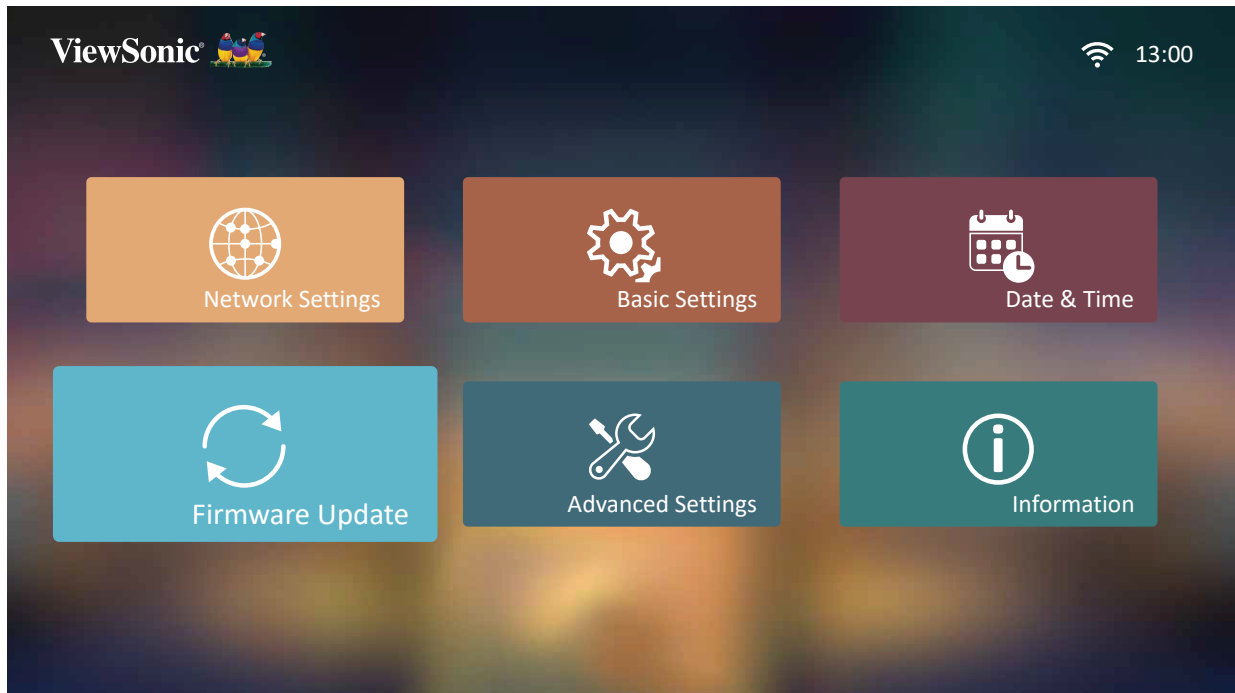 ViewSonic®
13:00
Network Settings
Basic Settings
Date & Time
Firmware Update
Advanced Settings
Information